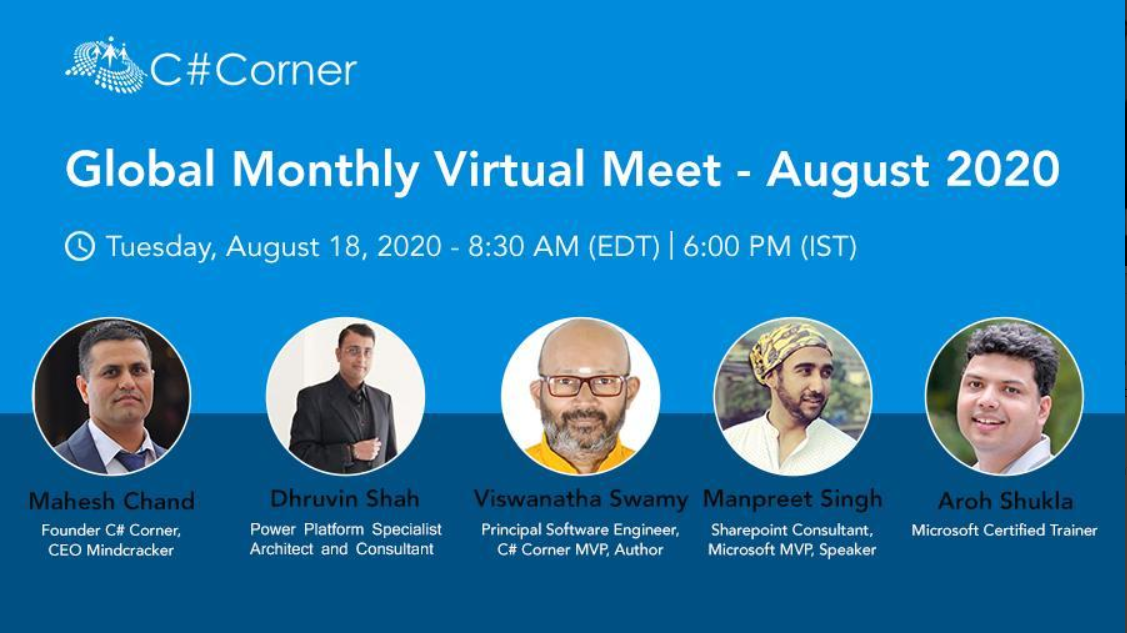 C#Corner
Global Monthly Virtual Meet - August 2020
Tuesday, August 18, 2020 - 8:30 AM (EDT) | 6:00 PM (IST)
Mahesh Chand
Founder C# Corner,
CEO Mindcracker
Dhruvin Shah
Power Platform Specialist
Architect and Consultant
Viswanatha Swamy
Principal Software Engineer,
C# Corner MVP, Author
Manpreet Singh
Sharepoint Consultant,
Microsoft MVP, Speaker
Aroh Shukla
Microsoft Certified Trainer